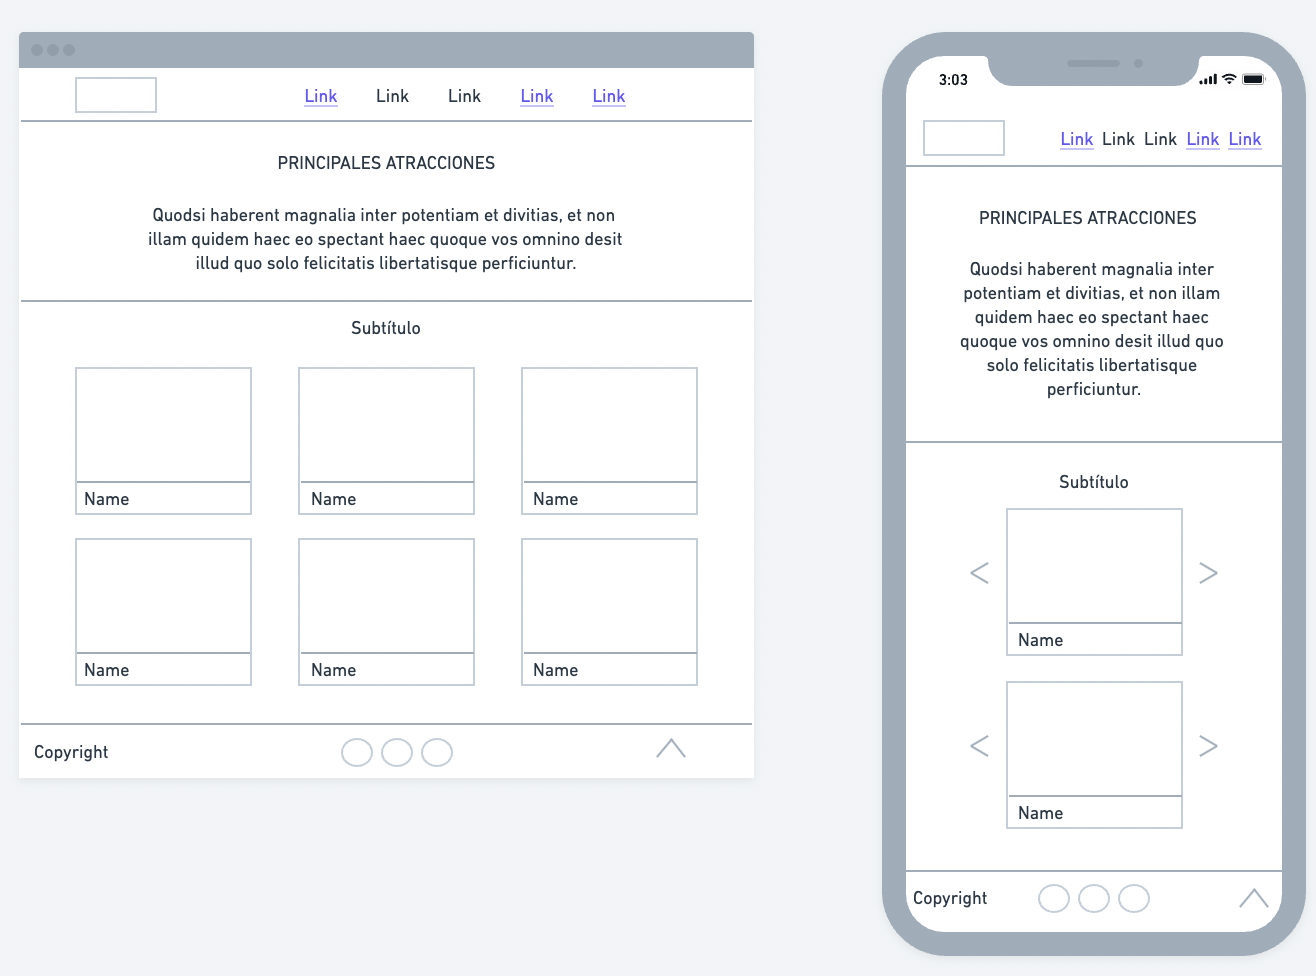 Link Link Link Link Link
PRINCIPALES ATRACCIONES
Quodsi haberent magnalia inter potentiam et divitias, et non
illam quidem haec eo spectant haec quoque vos omnino desit
illud quo solo felicitatis libertatisque perficiuntur.
Subtítulo
Name Name Name
Name Name Name
Copyright
3:03
Link Link Link Link Link
PRINCIPALES ATRACCIONES
Quodsi haberent magnalia inter
potentiam et divitias, et non illam
quidem haec eo spectant haec
quoque vos omnino desit illud quo
solo felicitatis libertatisque
perficiuntur.
Subtítulo
< >
Name
< >
Name
Copyright